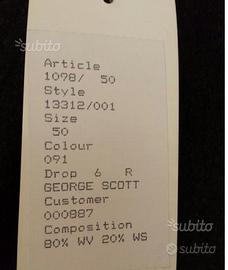 subito
Article
1098/ 50
Style
13312/001
Size
50
Colour
091
Drop 6 R
GEORGE SCOTT
Customer
000887
Composition
80% WV 20% WS
subito
subito